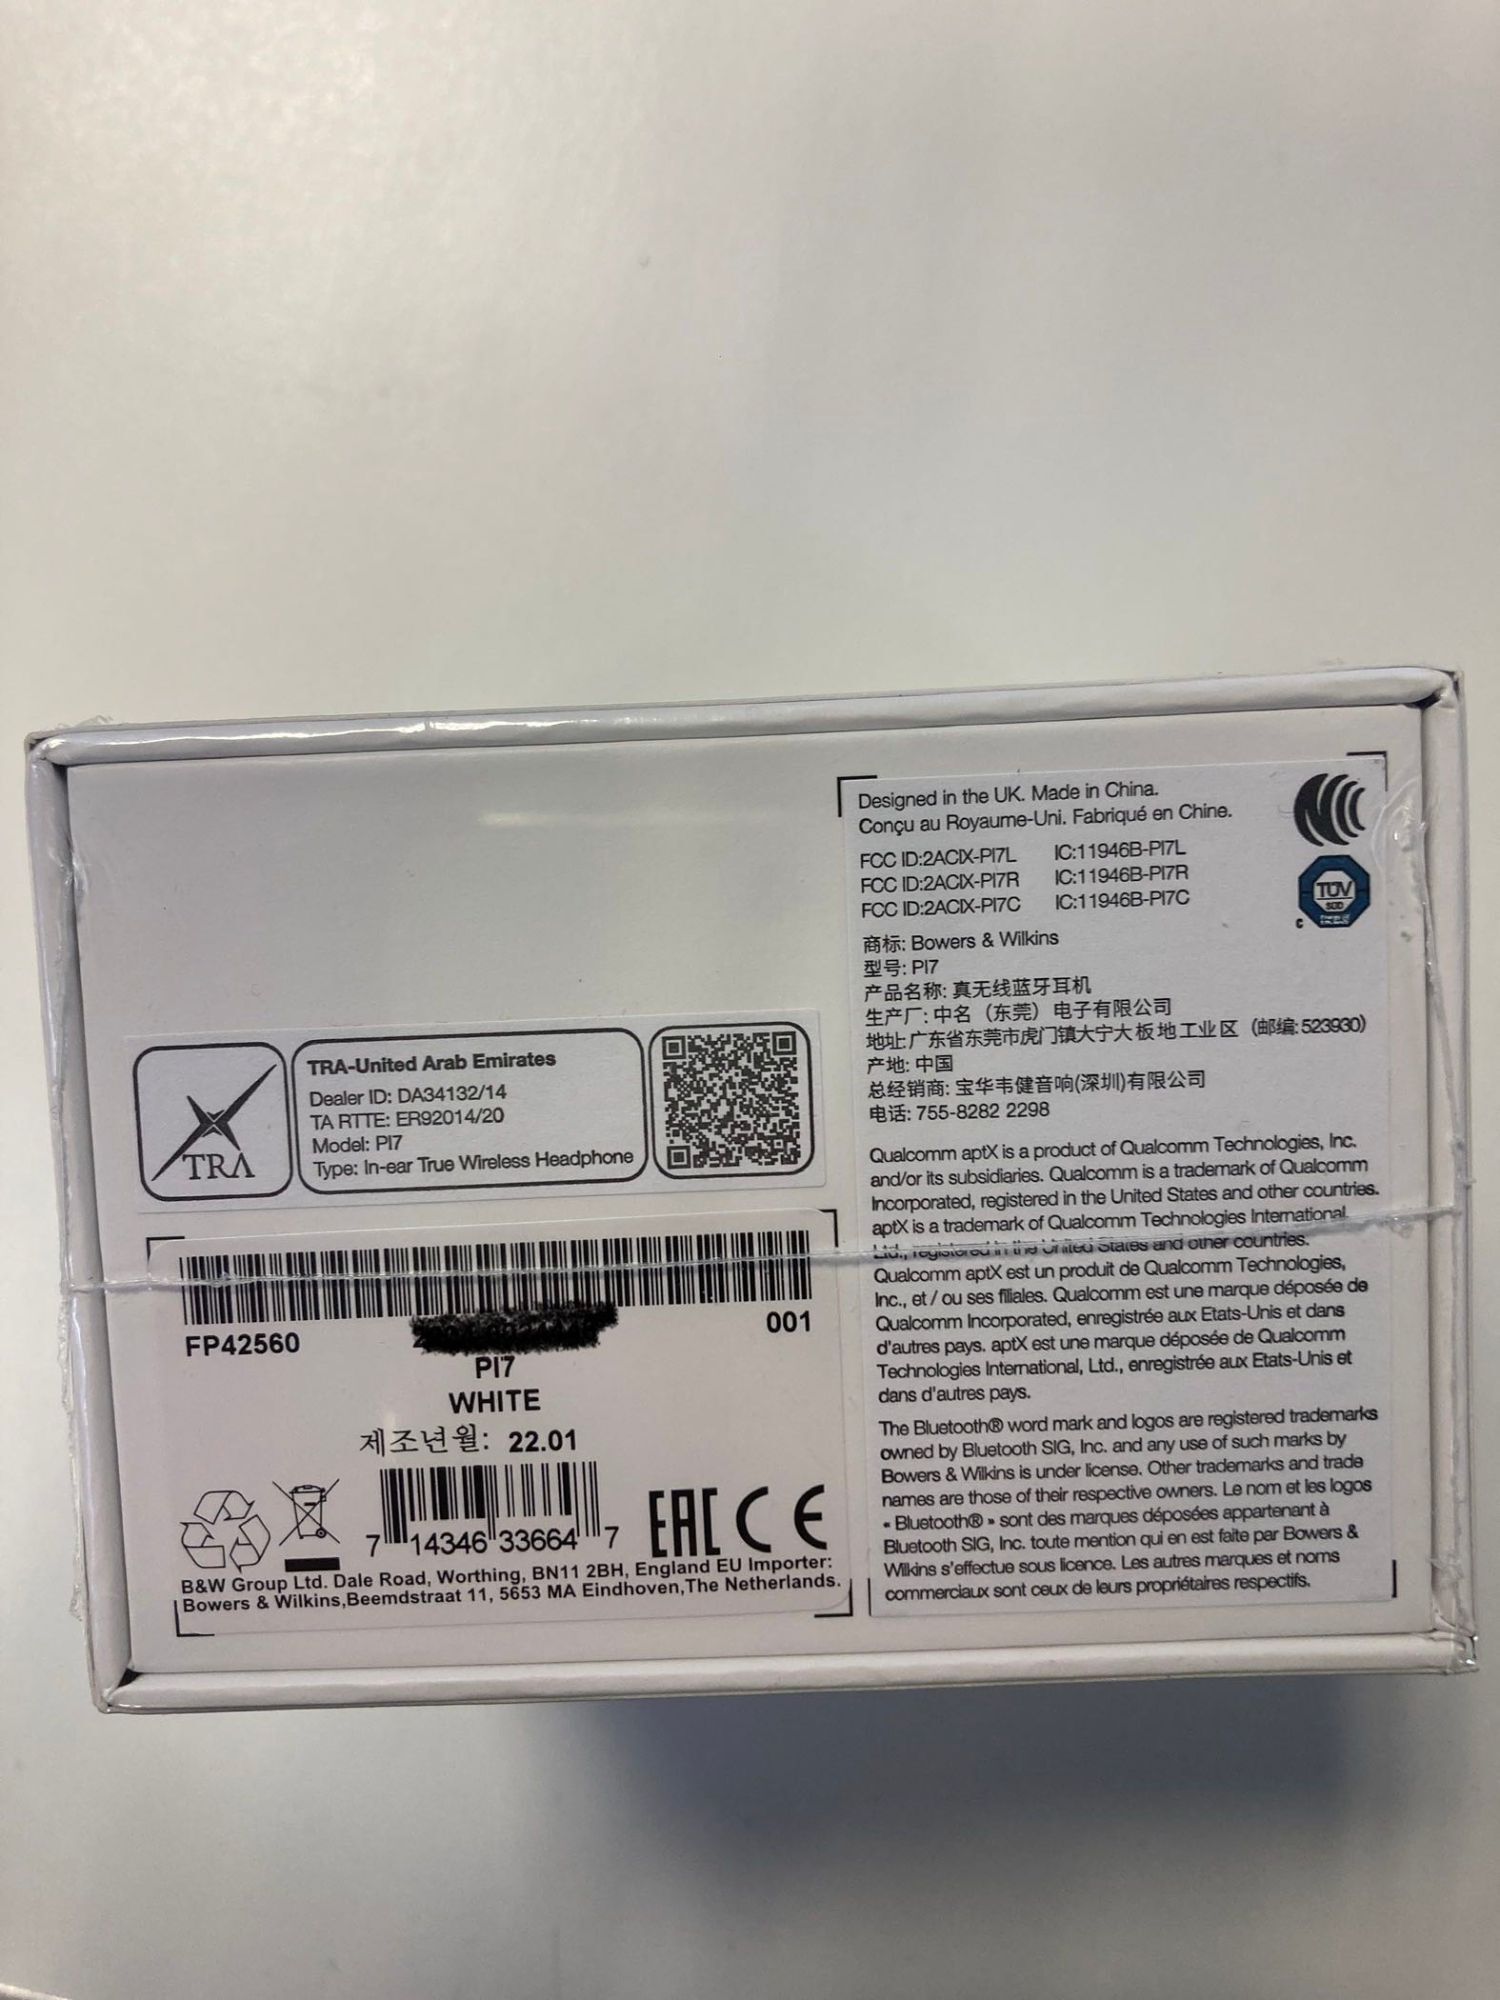 TRA
TRA-United Arab Emirates
Dealer ID: DA34132/14
TA RTTE: ER92014/20
Model: PI7
Type: In-ear True Wireless Headphone
FP42560
001
PI7
WHITE
제조년월: 22.01
7 14346 33664 7
EAC CE
B&W Group Ltd. Dale Road, Worthing, BN11 2BH, England EU Importer:
Bowers & Wilkins,Beemdstraat 11, 5653 MA Eindhoven,The Netherlands.
Designed in the UK. Made in China.
Conçu au Royaume-Uni. Fabriqué en Chine.
FCC ID:2ACIX-PI7L IC:11946B-PI7L
FCC ID:2ACIX-PI7R IC:11946B-PI7R
FCC ID:2ACIX-PI7C IC:11946B-PI7C
TÜV
SÜD
C
商标: Bowers & Wilkins
型号: PI7
产品名称: 真无线蓝牙耳机
生产厂: 中名（东莞）电子有限公司
地址: 广东省东莞市虎门镇大宁大板地工业区（邮编: 523930)
产地: 中国
总经销商: 宝华韦健音响(深圳)有限公司
电话: 755-8282 2298
Qualcomm aptX is a product of Qualcomm Technologies, Inc.
and/or its subsidiaries. Qualcomm is a trademark of Qualcomm
Incorporated, registered in the United States and other countries.
aptX is a trademark of Qualcomm Technologies International,
Ltd., registered in the United States and other countries.
Qualcomm aptX est un produit de Qualcomm Technologies,
Inc., et / ou ses filiales. Qualcomm est une marque déposée de
Qualcomm Incorporated, enregistrée aux Etats-Unis et dans
d'autres pays. aptX est une marque déposée de Qualcomm
Technologies International, Ltd., enregistrée aux Etats-Unis et
dans d'autres pays.
The Bluetooth® word mark and logos are registered trademarks
owned by Bluetooth SIG, Inc. and any use of such marks by
Bowers & Wilkins is under license. Other trademarks and trade
names are those of their respective owners. Le nom et les logos
« Bluetooth® » sont des marques déposées appartenant à
Bluetooth SIG, Inc. toute mention qui en est faite par Bowers &
Wilkins s'effectue sous licence. Les autres marques et noms
commerciaux sont ceux de leurs propriétaires respectifs.